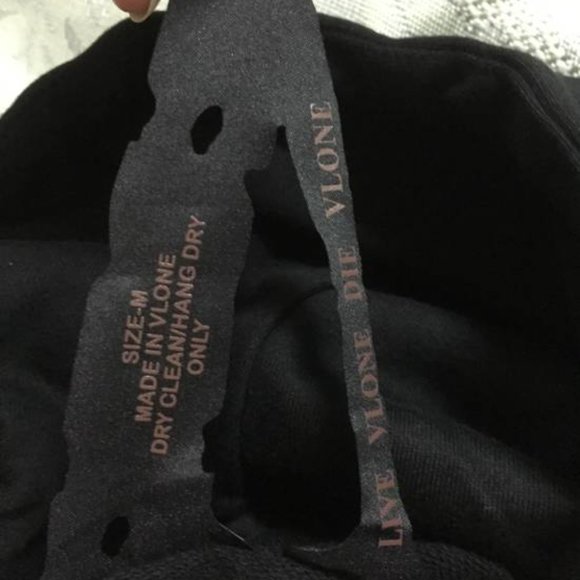 SIZE-M
MADE IN VLONE
DRY CLEAN/HANG DRY
ONLY
LIVE VLONE DIE VLONE